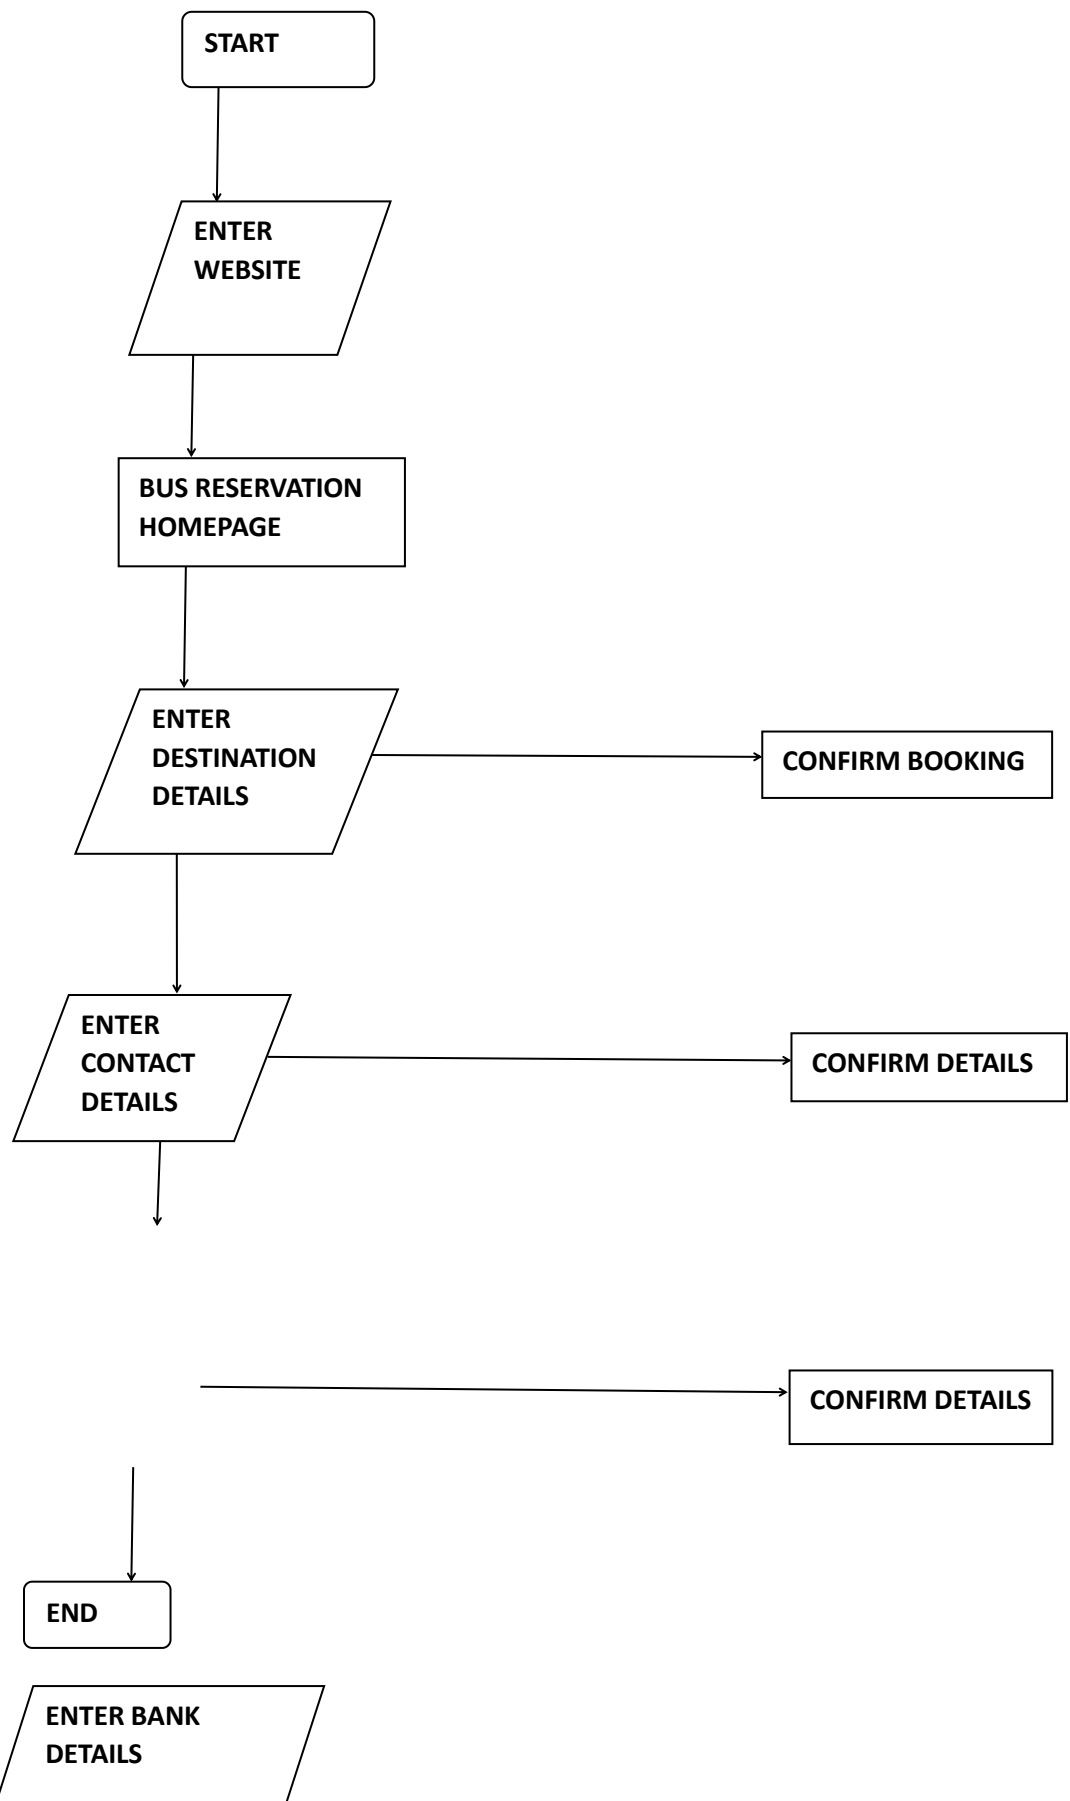 START
ENTER
WEBSITE
BUS RESERVATION
HOMEPAGE
ENTER
DESTINATION
DETAILS
CONFIRM BOOKING
ENTER
CONTACT
DETAILS
CONFIRM DETAILS
CONFIRM DETAILS
END
ENTER BANK
DETAILS